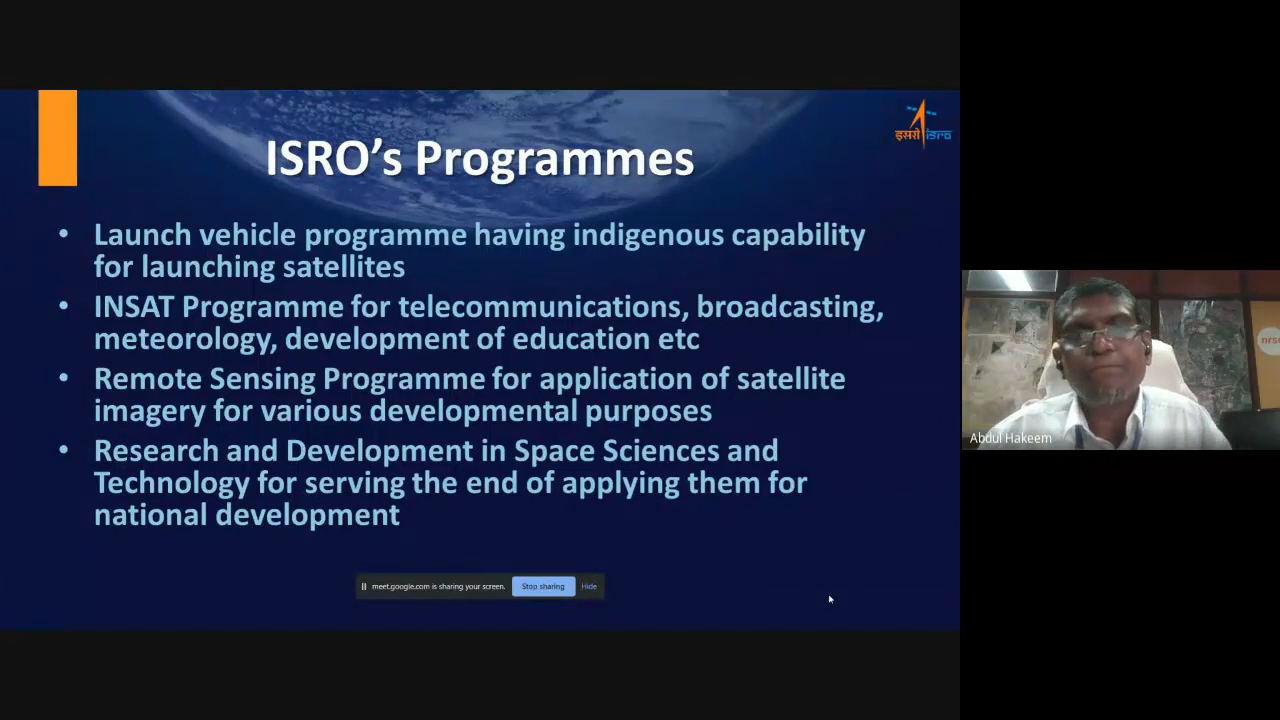 ISRO's Programmes
इसरो isro
• Launch vehicle programme having indigenous capability
for launching satellites
• INSAT Programme for telecommunications, broadcasting,
meteorology, development of education etc
• Remote Sensing Programme for application of satellite
imagery for various developmental purposes
• Research and Development in Space Sciences and
Technology for serving the end of applying them for
national development
meet.google.com is sharing your screen. Stop sharing Hide
Abdul Hakeem
nrsc